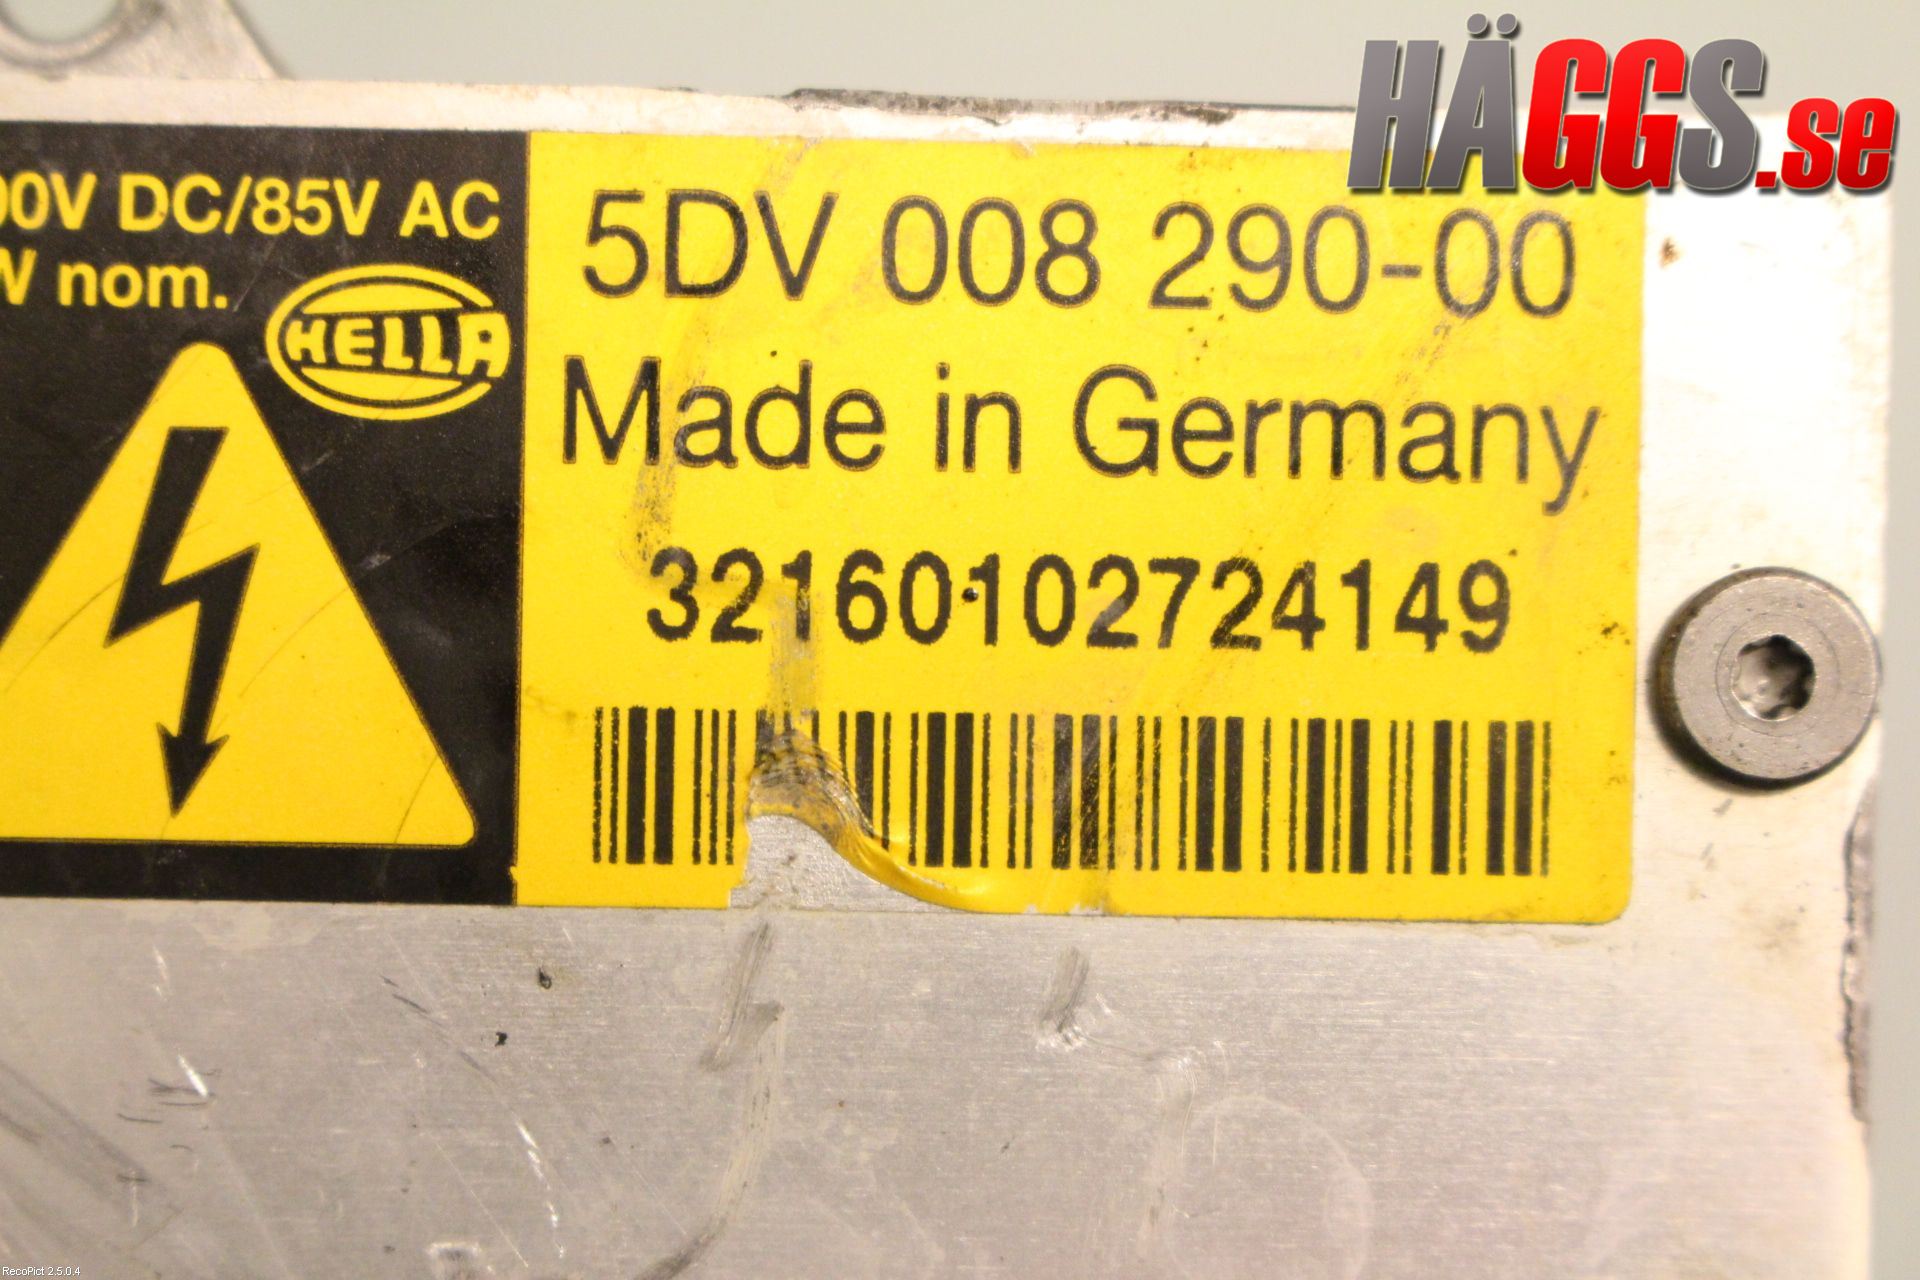 HÄGGS.se
00V DC/85V AC
W nom.
HELLA
5DV 008 290-00
Made in Germany
32160102724149
RecoPict 2.5.0.4